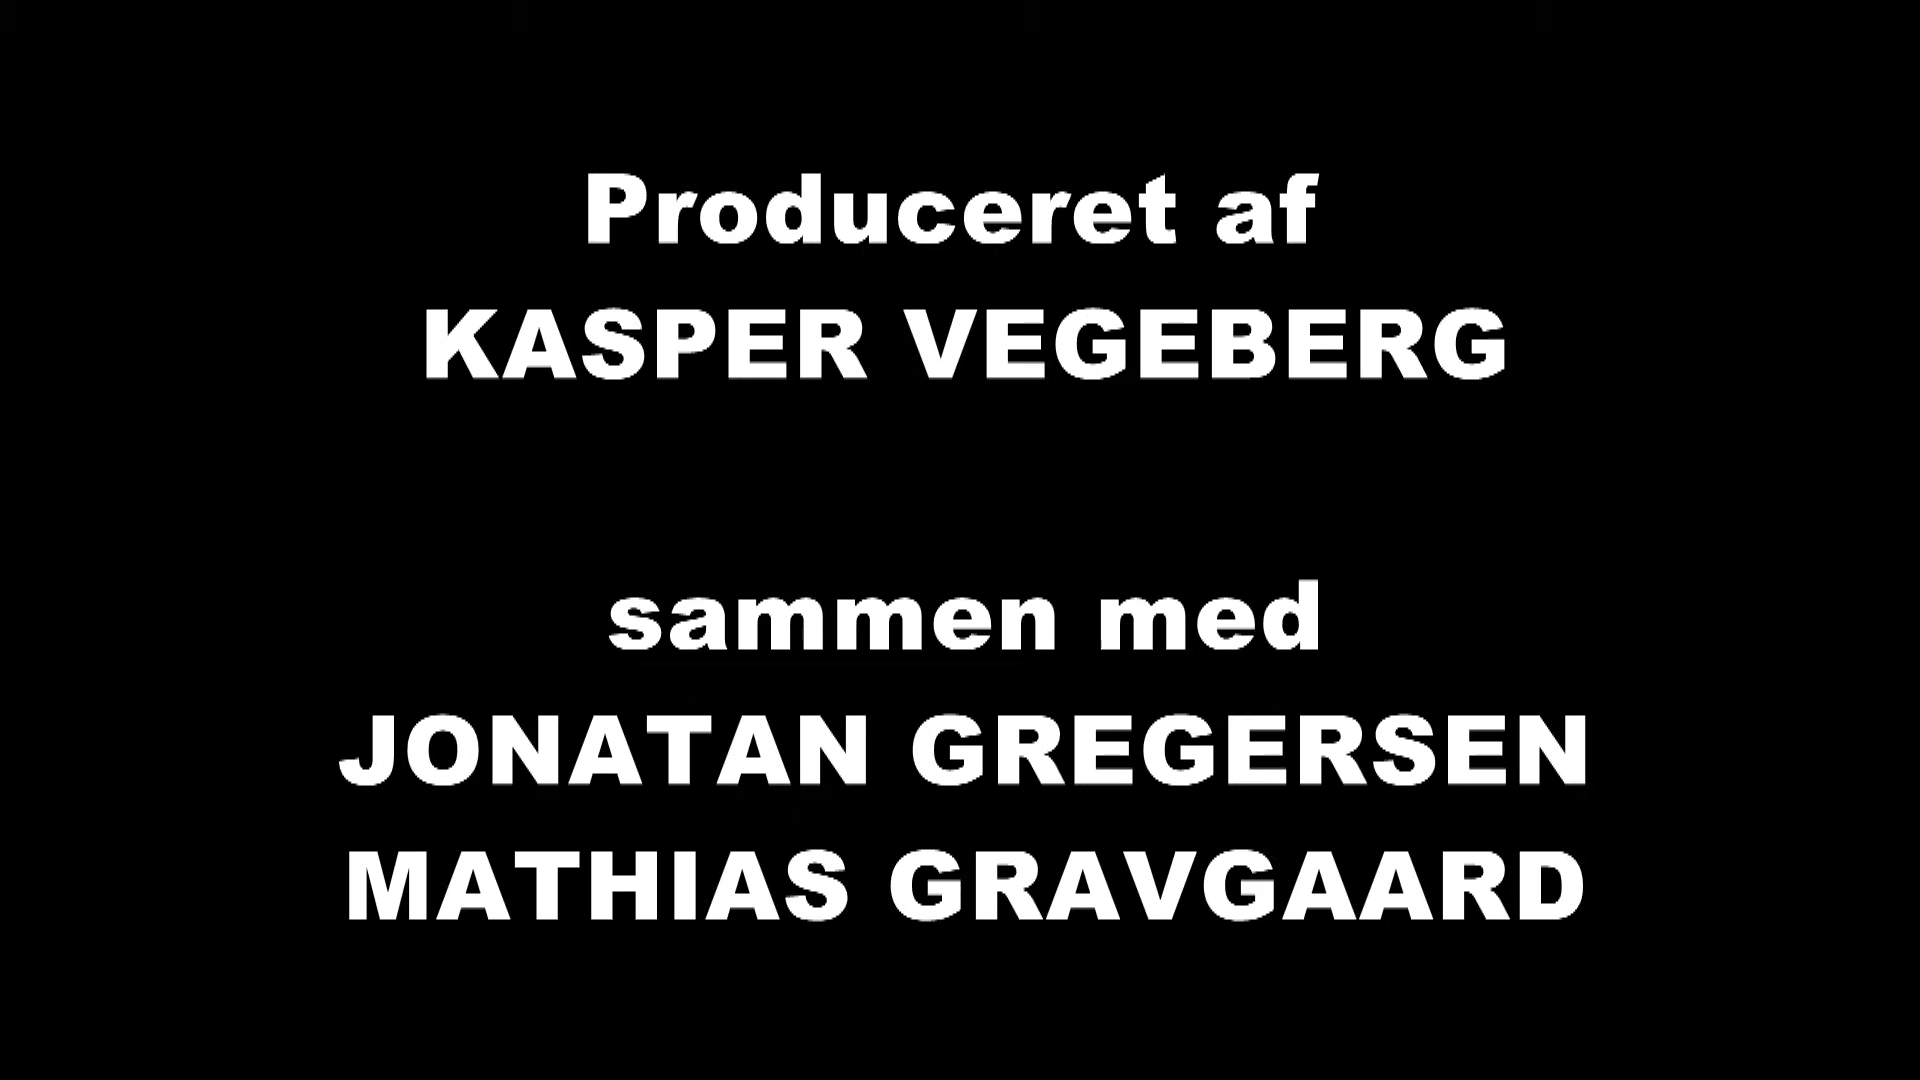 Produceret af
KASPER VEGEBERG
sammen med
JONATAN GREGERSEN
MATHIAS GRAVGAARD